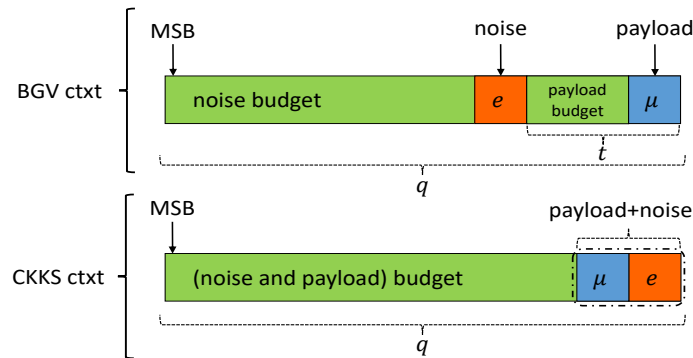 MSB
noise
payload
BGV ctxt
noise budget
e
payload
budget
μ
t
q
MSB
payload+noise
CKKS ctxt
(noise and payload) budget
μ
e
q